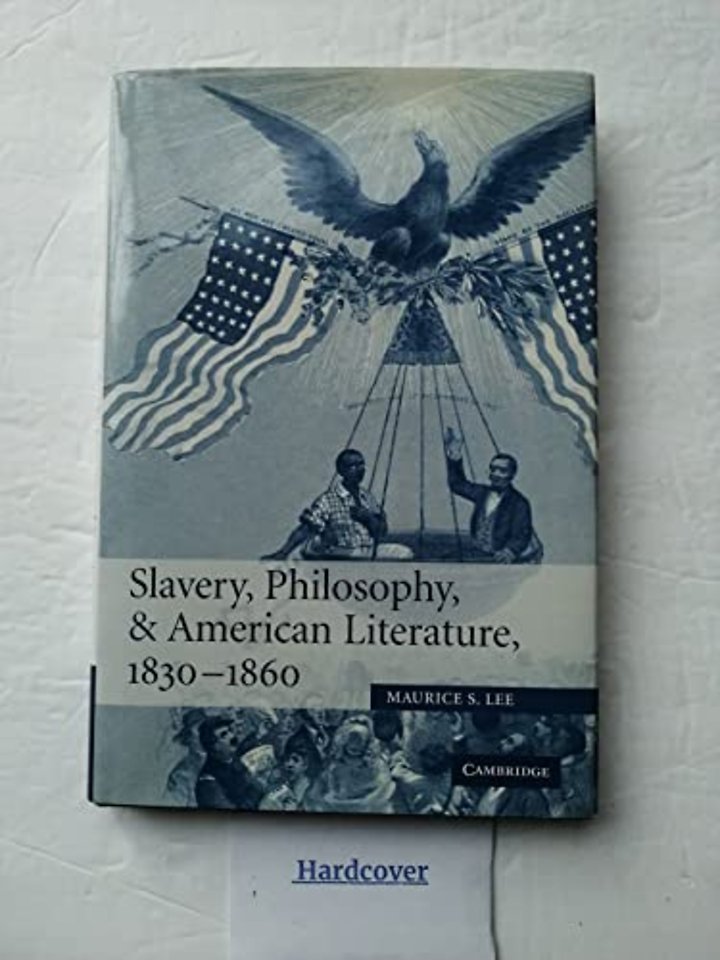 Slavery, Philosophy,
& American Literature,
1830–1860
MAURICE S. LEE
CAMBRIDGE
Hardcover